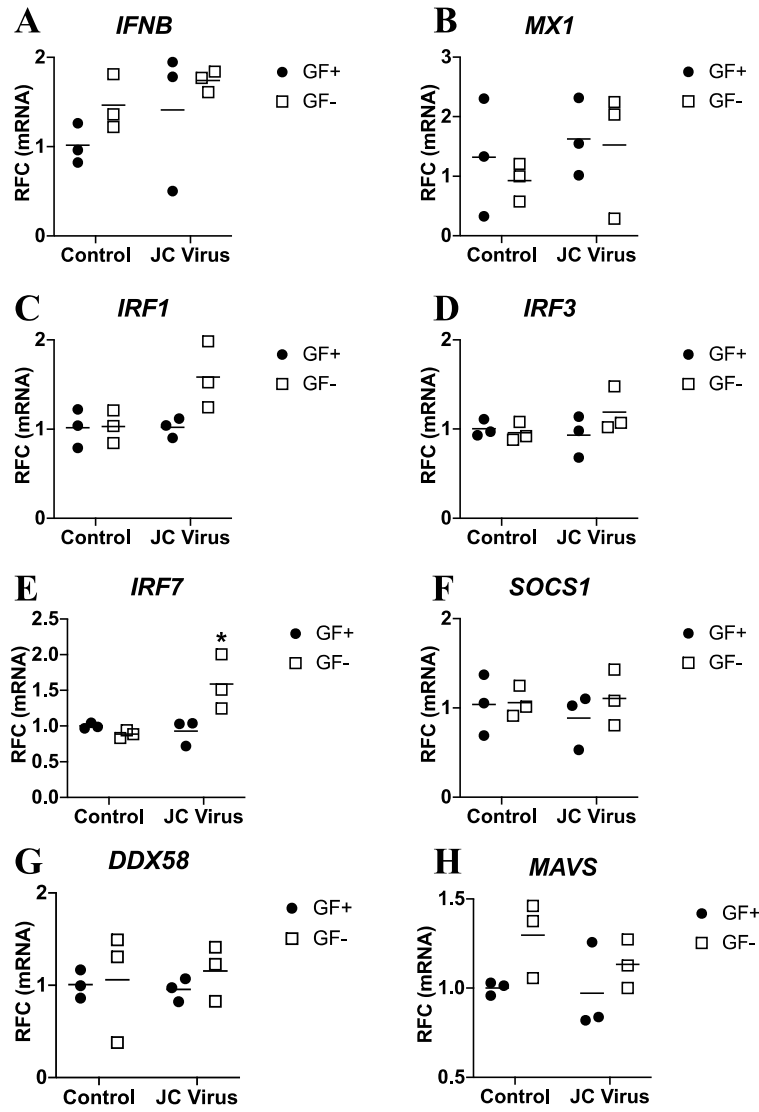 A IFNB
2
1
0
RFC (mRNA)
Control JC Virus
● GF+
□ GF-
B MX1
3
2
1
0
RFC (mRNA)
Control JC Virus
● GF+
□ GF-
C IRF1
2
1
0
RFC (mRNA)
Control JC Virus
● GF+
□ GF-
D IRF3
2
1
0
RFC (mRNA)
Control JC Virus
● GF+
□ GF-
E IRF7
2.5
2.0
1.5
1.0
0.5
0.0
RFC (mRNA)
*
Control JC Virus
● GF+
□ GF-
F SOCS1
2
1
0
RFC (mRNA)
Control JC Virus
● GF+
□ GF-
G DDX58
2
1
0
RFC (mRNA)
Control JC Virus
● GF+
□ GF-
H MAVS
1.5
1.0
0.5
RFC (mRNA)
Control JC Virus
● GF+
□ GF-